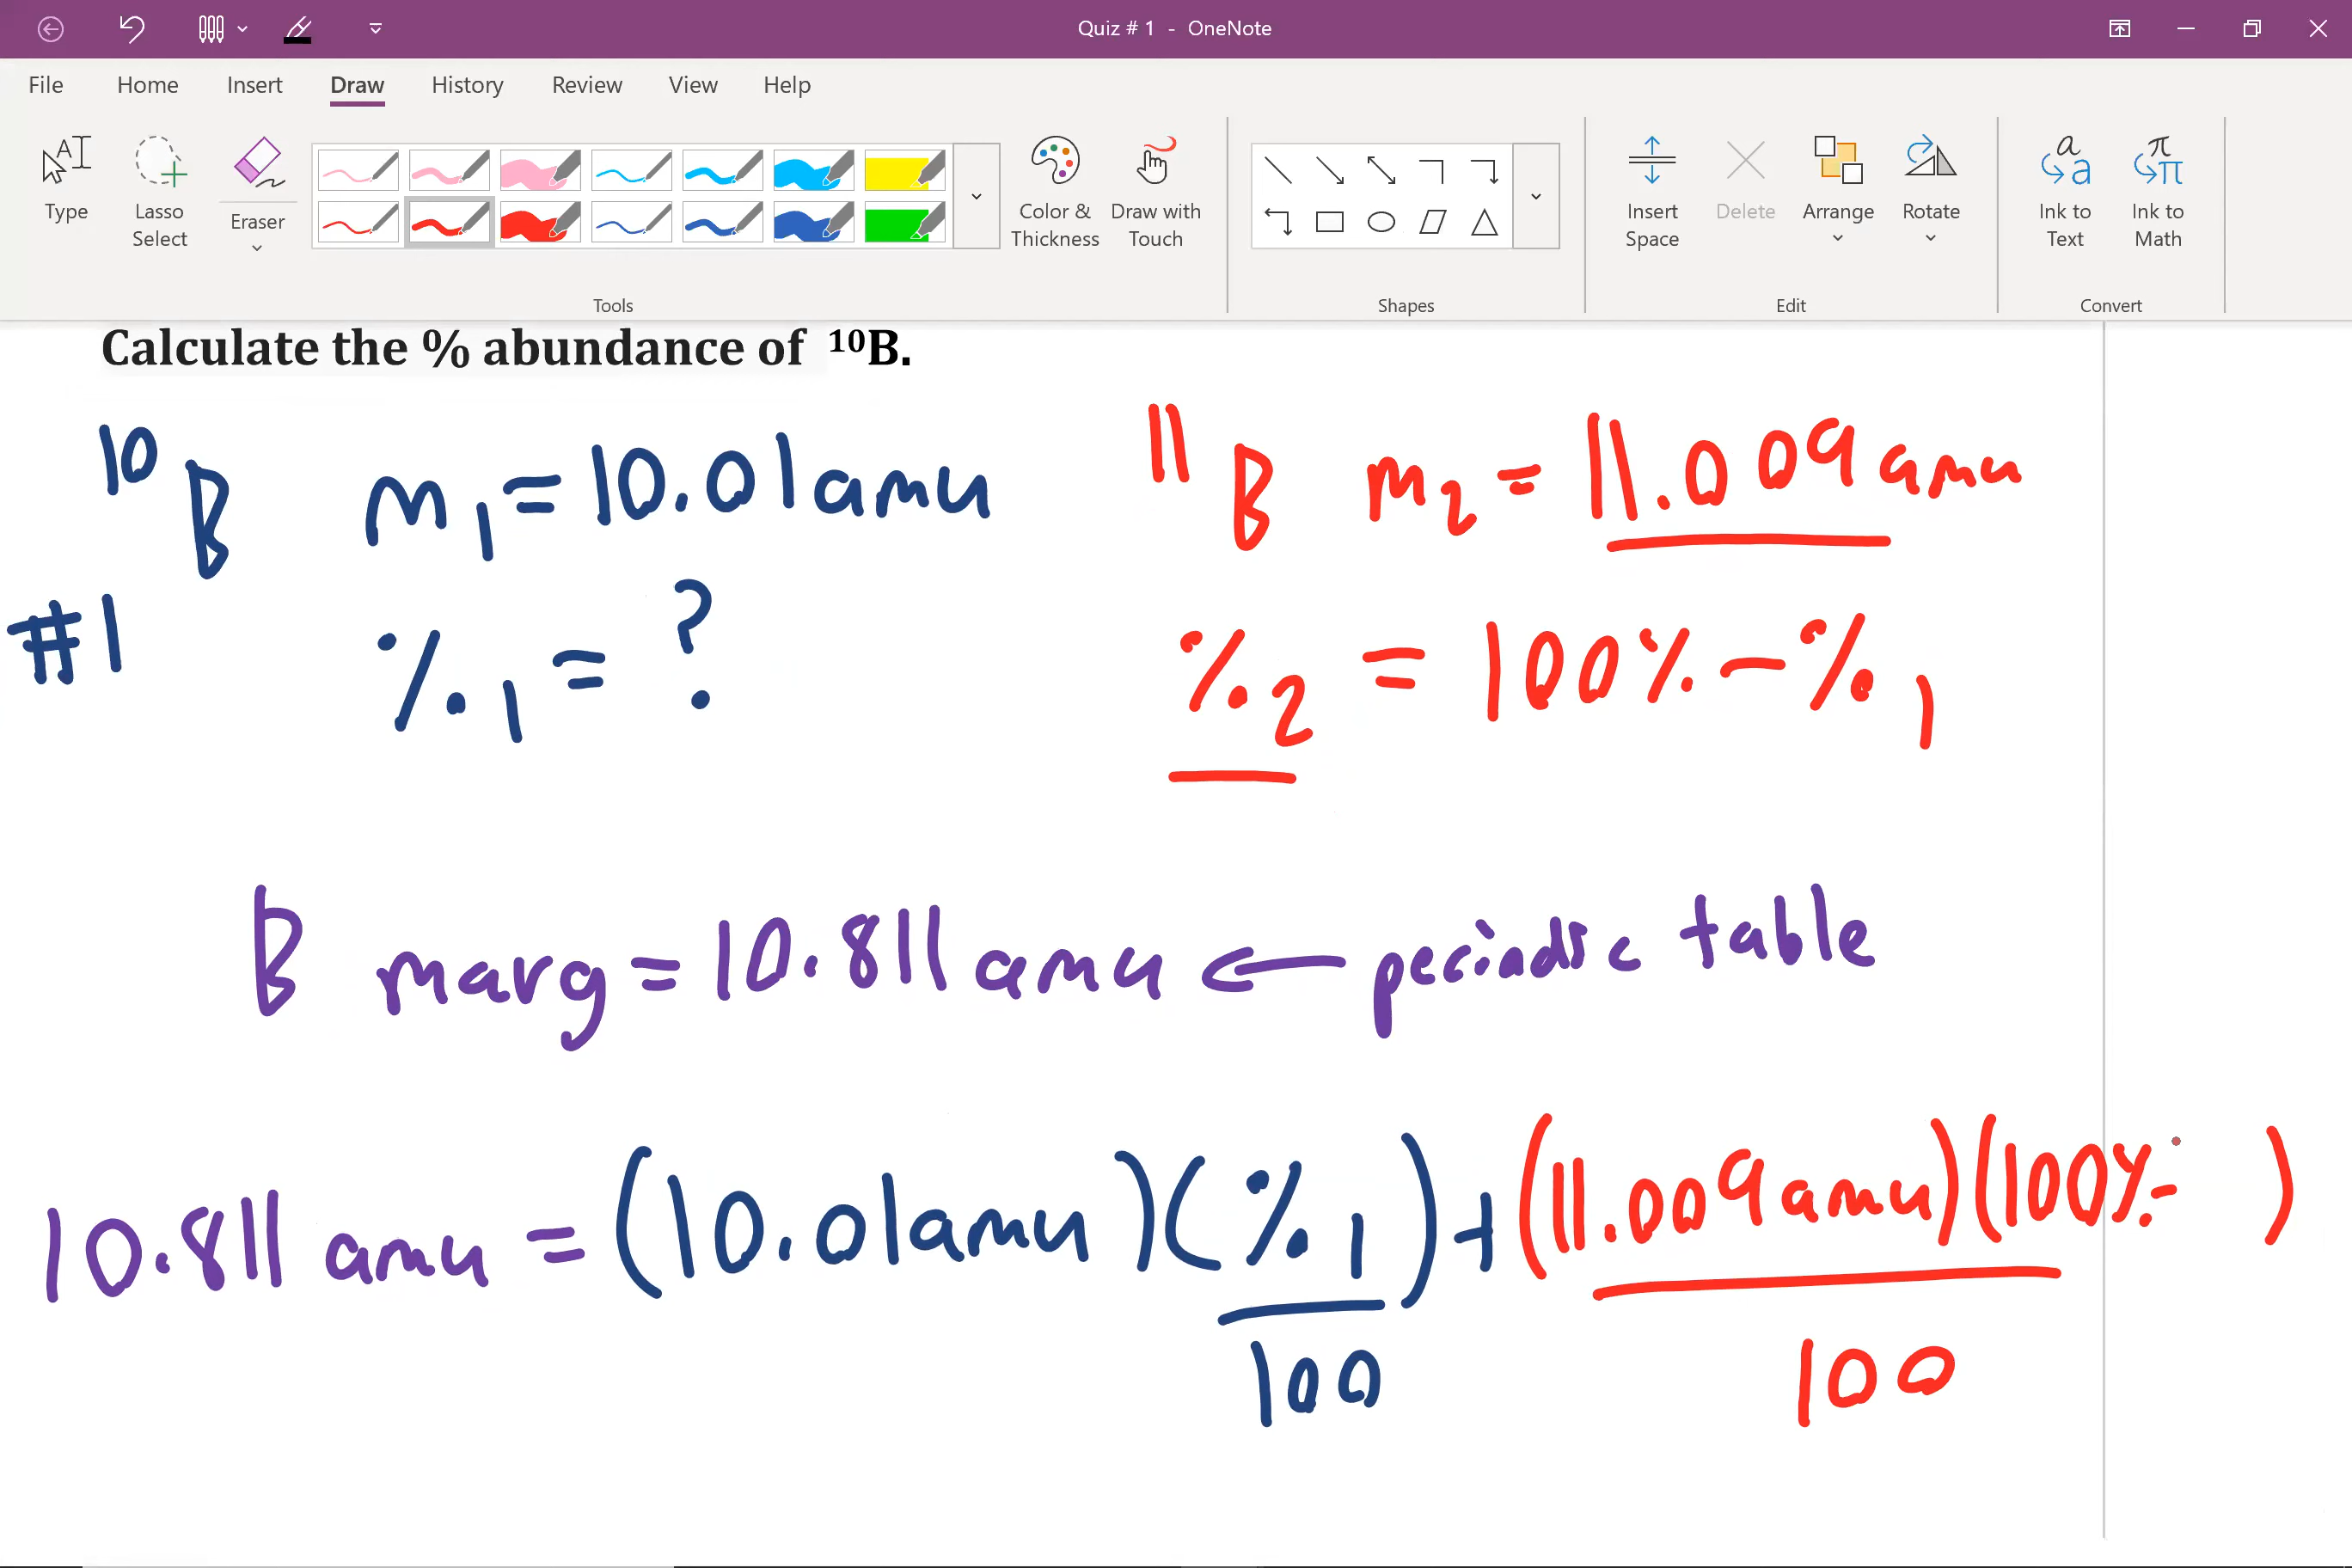 Quiz # 1 - OneNote
File Home Insert Draw History Review View Help
Type Lasso Select Eraser Color & Thickness Draw with Touch Insert Space Delete Arrange Rotate Ink to Text Ink to Math
Tools Shapes Edit Convert
Calculate the % abundance of ¹⁰B.
¹⁰B m₁ = 10.01 amu ¹¹B m₂ = 11.009 amu
#1 %₁ = ? %₂ = 100% - %₁
B mavg = 10.811 amu ← periodic table
10.811 amu = (10.01 amu)(%₁/100) + (11.009 amu)(100% - )/100